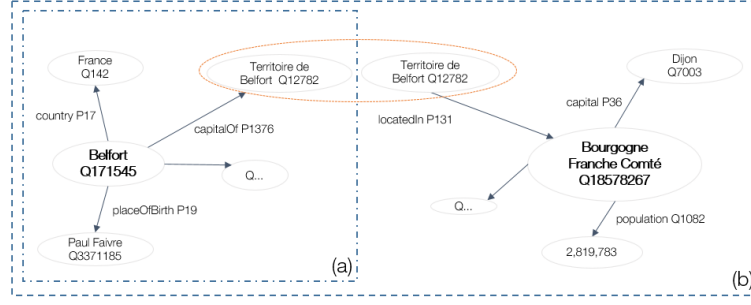 France
Q142
Territoire de
Belfort Q12782
Territoire de
Belfort Q12782
Dijon
Q7003
country P17
capitalOf P1376
locatedIn P131
capital P36
Belfort
Q171545
Q...
Bourgogne
Franche Comté
Q18578267
placeOfBirth P19
Q...
population Q1082
Paul Faivre
Q3371185
2,819,783
(a)
(b)